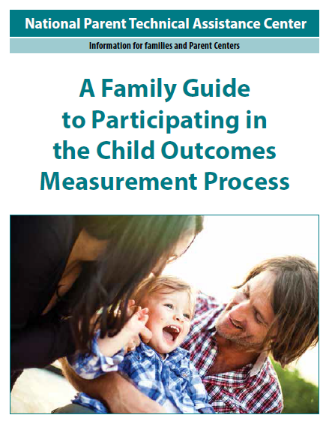 National Parent Technical Assistance Center
Information for families and Parent Centers
A Family Guide
to Participating in
the Child Outcomes
Measurement Process